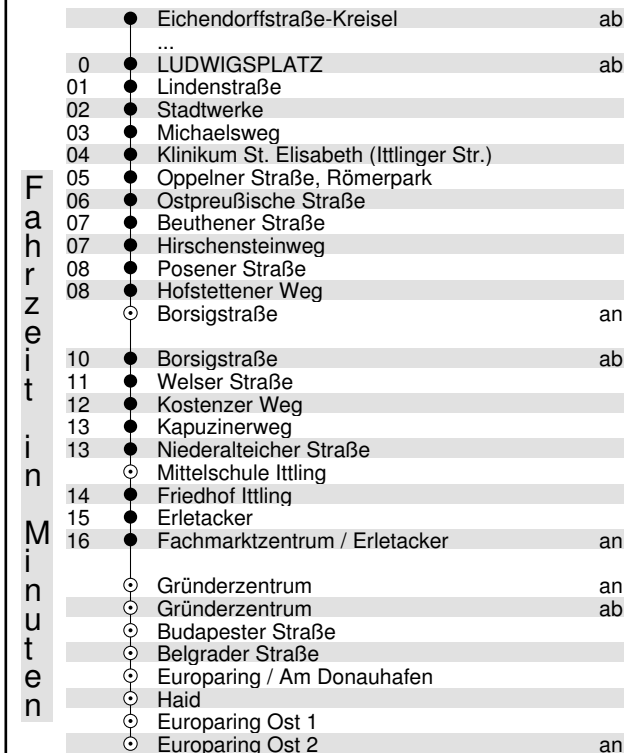 Fahrzeit in Minuten
Eichendorffstraße-Kreisel ab
...
0 LUDWIGSPLATZ ab
01 Lindenstraße
02 Stadtwerke
03 Michaelsweg
04 Klinikum St. Elisabeth (Ittlinger Str.)
05 Oppelner Straße, Römerpark
06 Ostpreußische Straße
07 Beuthener Straße
07 Hirschensteinweg
08 Posener Straße
08 Hofstettener Weg
Borsigstraße an
10 Borsigstraße ab
11 Welser Straße
12 Kostenzer Weg
13 Kapuzinerweg
13 Niederalteicher Straße
Mittelschule Ittling
14 Friedhof Ittling
15 Erletacker
16 Fachmarktzentrum / Erletacker an
Gründerzentrum an
Gründerzentrum ab
Budapester Straße
Belgrader Straße
Europaring / Am Donauhafen
Haid
Europaring Ost 1
Europaring Ost 2 an